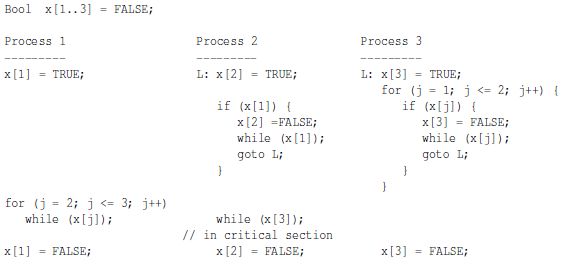 Bool  x[1..3] = FALSE;
Process 1                    Process 2                Process 3
---------                    ---------                ---------
x[1] = TRUE;                 L: x[2] = TRUE;          L: x[3] = TRUE;
                                                         for (j = 1; j <= 2; j++) {
                                if (x[1]) {                 if (x[j]) {
                                   x[2] =FALSE;                x[3] = FALSE;
                                   while (x[1]);               while (x[j]);
                                   goto L;                     goto L;
                                }                           }
                                                         }
for (j = 2; j <= 3; j++)
   while (x[j]);                while (x[3]);
                           // in critical section
x[1] = FALSE;                   x[2] = FALSE;            x[3] = FALSE;